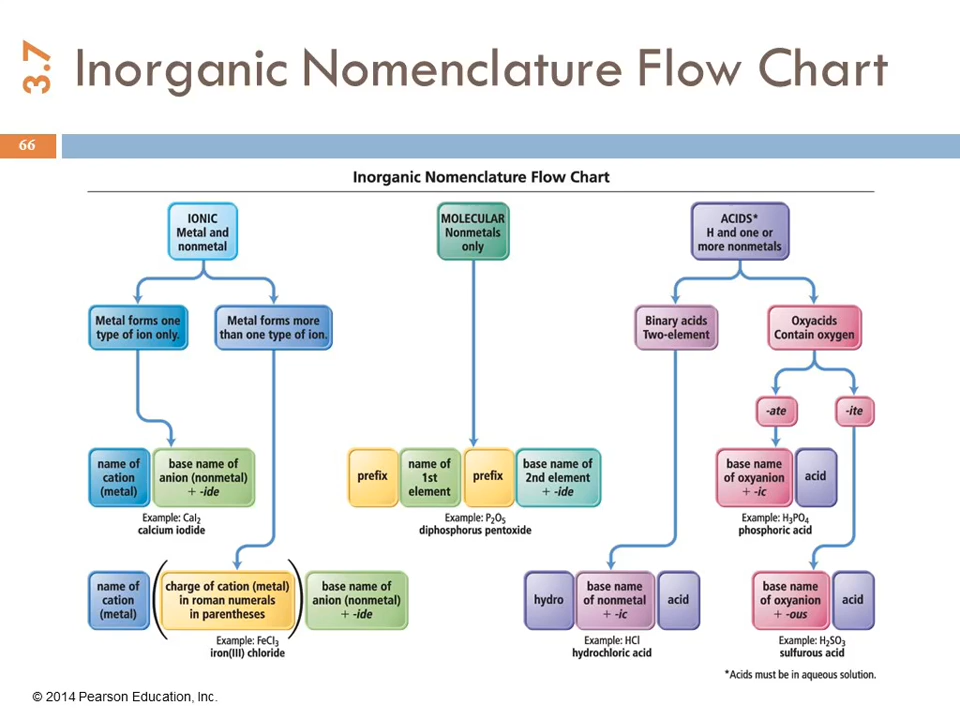 3.7
Inorganic Nomenclature Flow Chart
66
Inorganic Nomenclature Flow Chart
IONIC
Metal and
nonmetal
MOLECULAR
Nonmetals
only
ACIDS*
H and one or
more nonmetals
Metal forms one
type of ion only.
Metal forms more
than one type of ion.
Binary acids
Two-element
Oxyacids
Contain oxygen
-ate
-ite
name of
cation
(metal)
base name of
anion (nonmetal)
+ -ide
Example: CaI₂
calcium iodide
prefix
name of
1st
element
prefix
base name of
2nd element
+ -ide
Example: P₂O₅
diphosphorus pentoxide
base name
of oxyanion
+ -ic
acid
Example: H₃PO₄
phosphoric acid
name of
cation
(metal)
(
charge of cation (metal)
in roman numerals
in parentheses
)
base name of
anion (nonmetal)
+ -ide
Example: FeCl₃
iron(III) chloride
hydro
base name
of nonmetal
+ -ic
acid
Example: HCl
hydrochloric acid
base name
of oxyanion
+ -ous
acid
Example: H₂SO₃
sulfurous acid
*Acids must be in aqueous solution.
© 2014 Pearson Education, Inc.